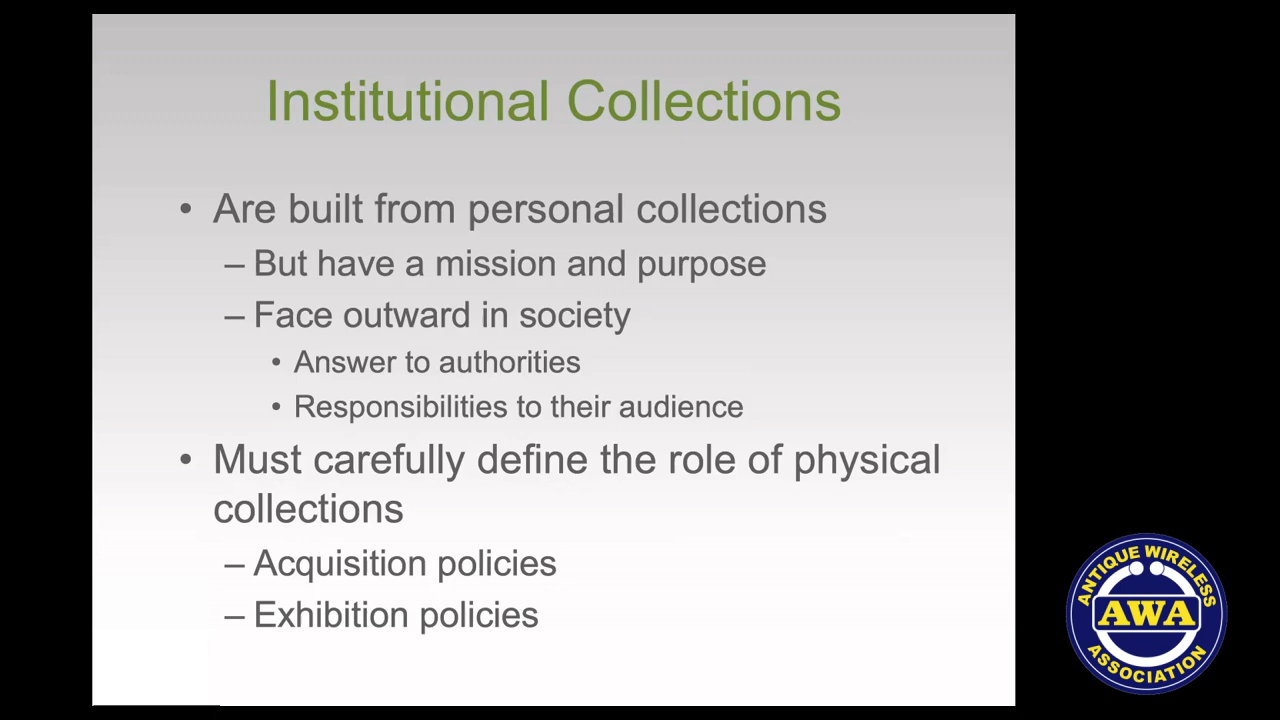 Institutional Collections
• Are built from personal collections
– But have a mission and purpose
– Face outward in society
• Answer to authorities
• Responsibilities to their audience
• Must carefully define the role of physical
collections
– Acquisition policies
– Exhibition policies
ANTIQUE WIRELESS
AWA
ASSOCIATION